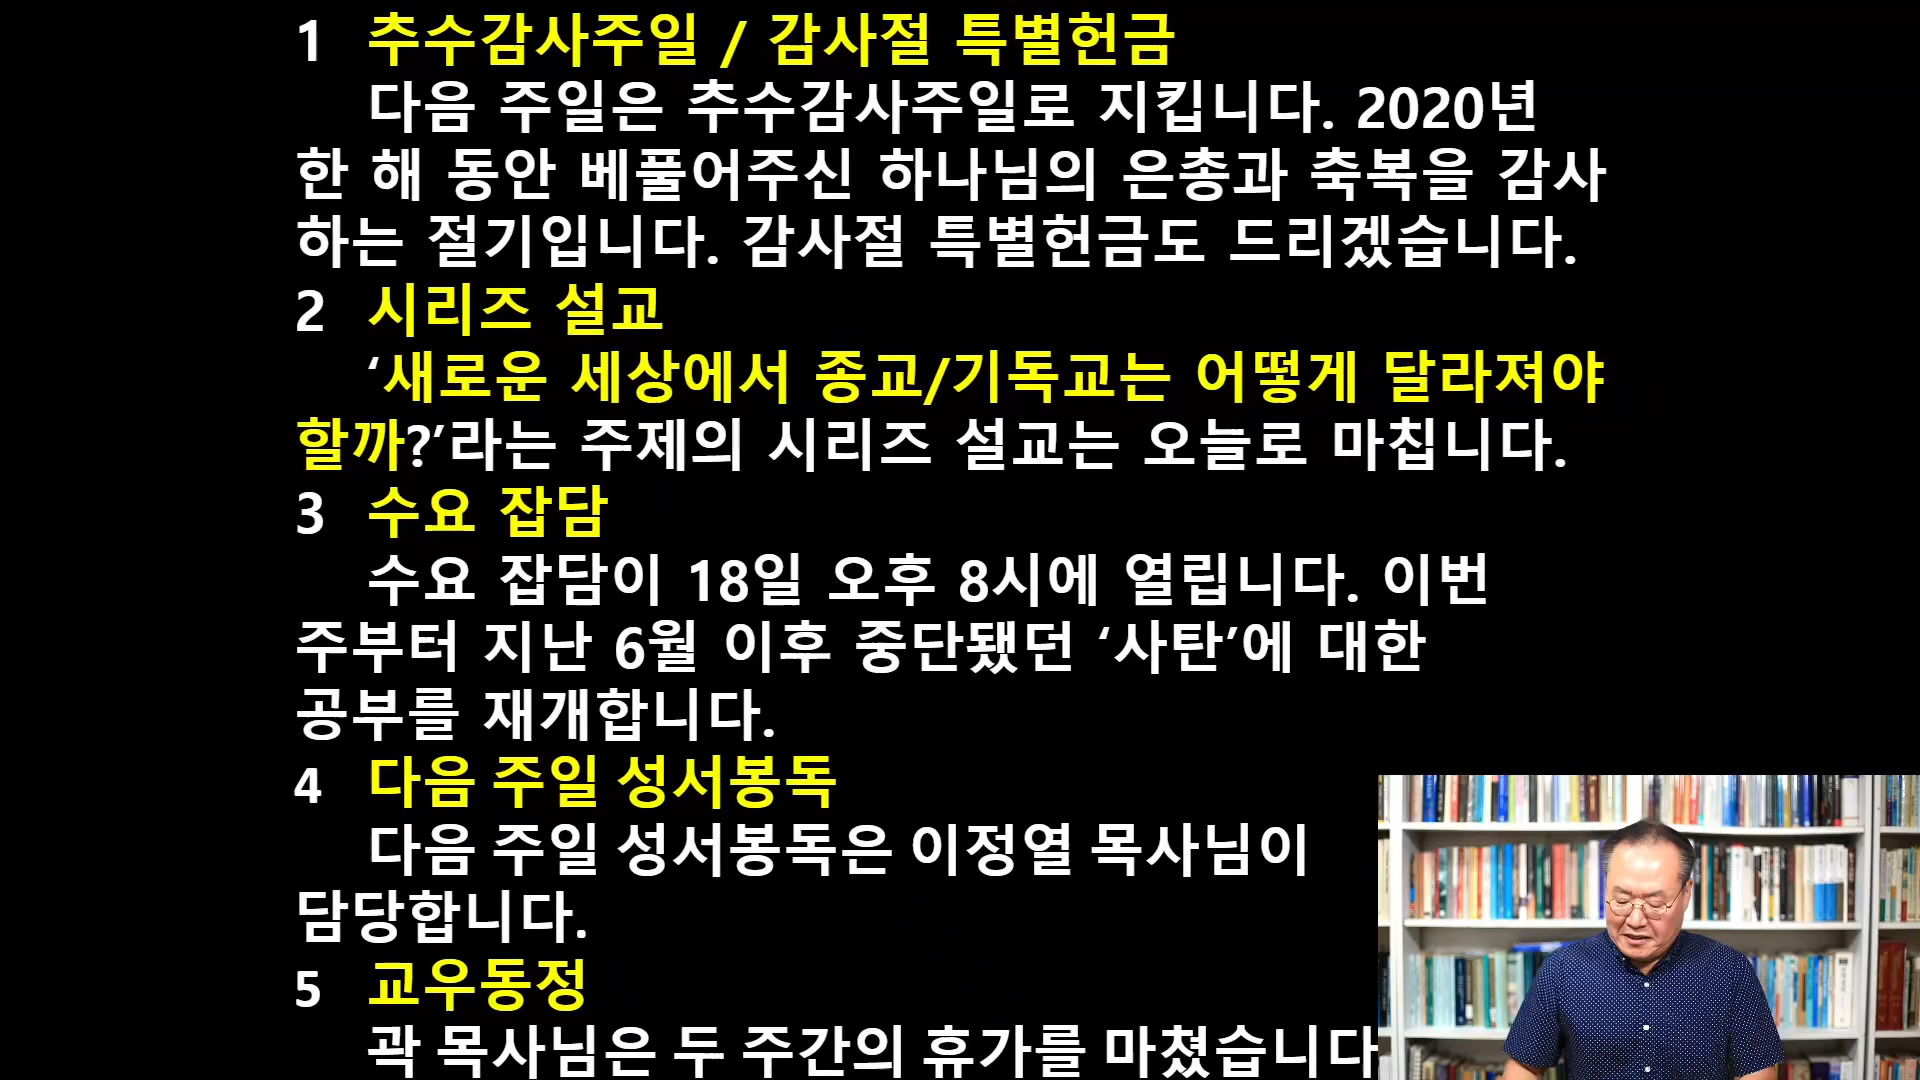 1 추수감사주일 / 감사절 특별헌금
다음 주일은 추수감사주일로 지킵니다. 2020년
한 해 동안 베풀어주신 하나님의 은총과 축복을 감사
하는 절기입니다. 감사절 특별헌금도 드리겠습니다.
2 시리즈 설교
‘새로운 세상에서 종교/기독교는 어떻게 달라져야
할까?’라는 주제의 시리즈 설교는 오늘로 마칩니다.
3 수요 잡담
수요 잡담이 18일 오후 8시에 열립니다. 이번
주부터 지난 6월 이후 중단됐던 ‘사탄’에 대한
공부를 재개합니다.
4 다음 주일 성서봉독
다음 주일 성서봉독은 이정열 목사님이
담당합니다.
5 교우동정
곽 목사님은 두 주간의 휴가를 마쳤습니다